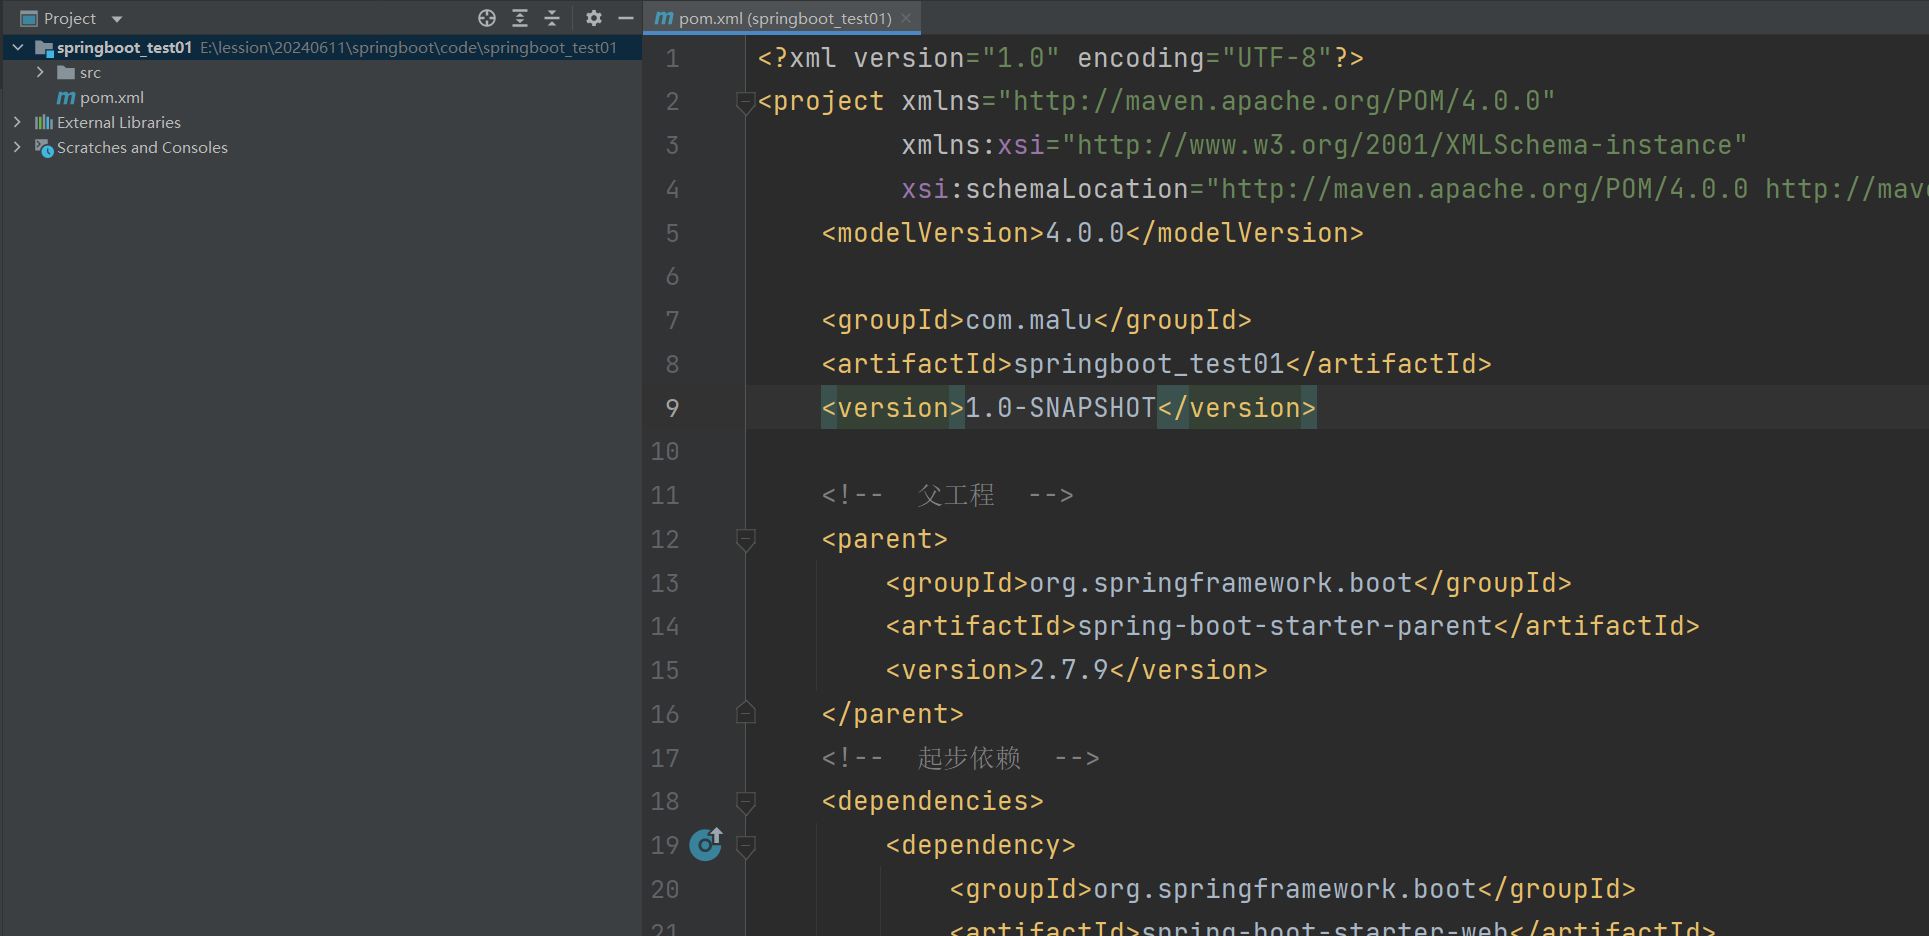 Project
springboot_test01 E:\lession\20240611\springboot\code\springboot_test01
src
pom.xml
External Libraries
Scratches and Consoles
pom.xml (springboot_test01)
1 <?xml version="1.0" encoding="UTF-8"?>
2 <project xmlns="http://maven.apache.org/POM/4.0.0"
3 xmlns:xsi="http://www.w3.org/2001/XMLSchema-instance"
4 xsi:schemaLocation="http://maven.apache.org/POM/4.0.0 http://mav
5 <modelVersion>4.0.0</modelVersion>
6
7 <groupId>com.malu</groupId>
8 <artifactId>springboot_test01</artifactId>
9 <version>1.0-SNAPSHOT</version>
10
11 <!-- 父工程 -->
12 <parent>
13 <groupId>org.springframework.boot</groupId>
14 <artifactId>spring-boot-starter-parent</artifactId>
15 <version>2.7.9</version>
16 </parent>
17 <!-- 起步依赖 -->
18 <dependencies>
19 <dependency>
20 <groupId>org.springframework.boot</groupId>
21 <artifactId>spring-boot-starter-web</artifactId>